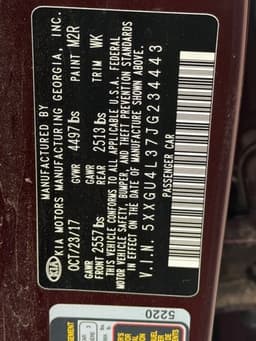 MANUFACTURED BY
KIA MOTORS MANUFACTURING GEORGIA, INC.
KIA
OCT/23/17 GVWR 4497 lbs PAINT M2R
GAWR FRONT 2557 lbs GAWR REAR 2513 lbs TRIM WK
THIS VEHICLE CONFORMS TO ALL APPLICABLE U.S.A. FEDERAL
MOTOR VEHICLE SAFETY, BUMPER, AND THEFT PREVENTION STANDARDS
IN EFFECT ON THE DATE OF MANUFACTURE SHOWN ABOVE.
V.I.N. 5XXGU4L37JG234443
PASSENGER CAR
5220